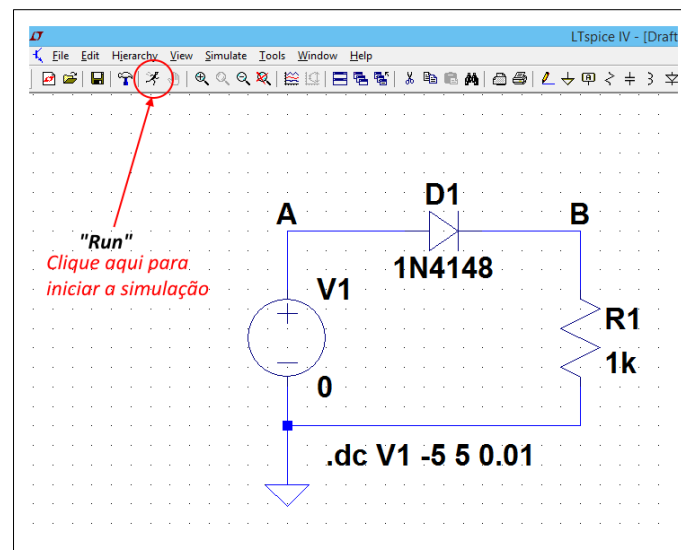 LTspice IV - [Draft
File Edit Hierarchy View Simulate Tools Window Help
"Run"
Clique aqui para
iniciar a simulação
A
D1
B
1N4148
V1
0
R1
1k
.dc V1 -5 5 0.01